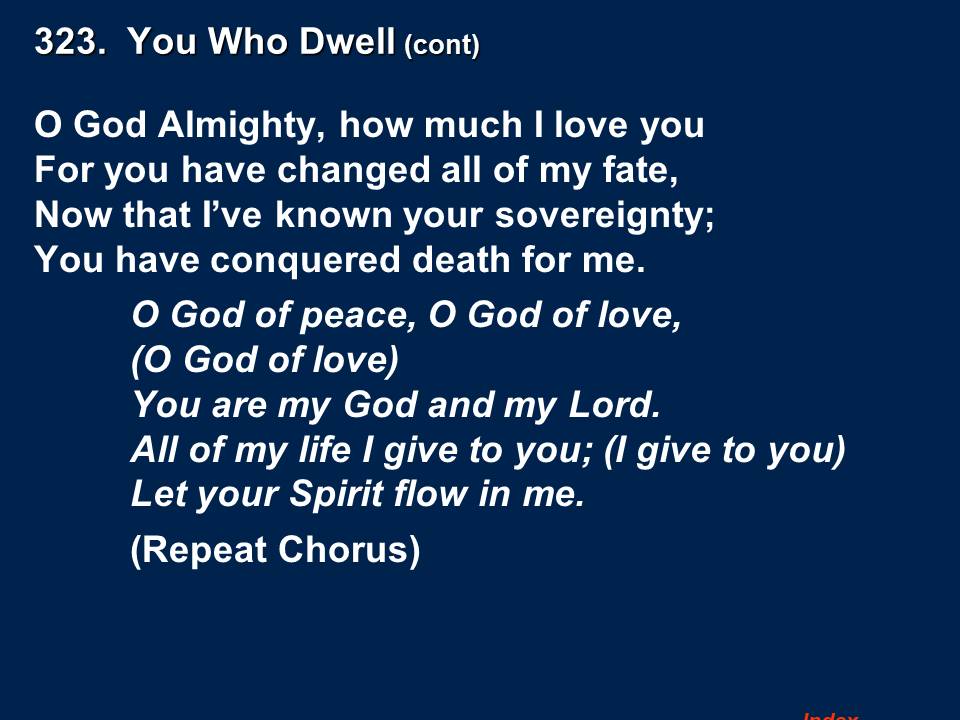 323.  You Who Dwell (cont)
O God Almighty, how much I love you
For you have changed all of my fate,
Now that I’ve known your sovereignty;
You have conquered death for me.
O God of peace, O God of love,
(O God of love)
You are my God and my Lord.
All of my life I give to you; (I give to you)
Let your Spirit flow in me.
(Repeat Chorus)
Index